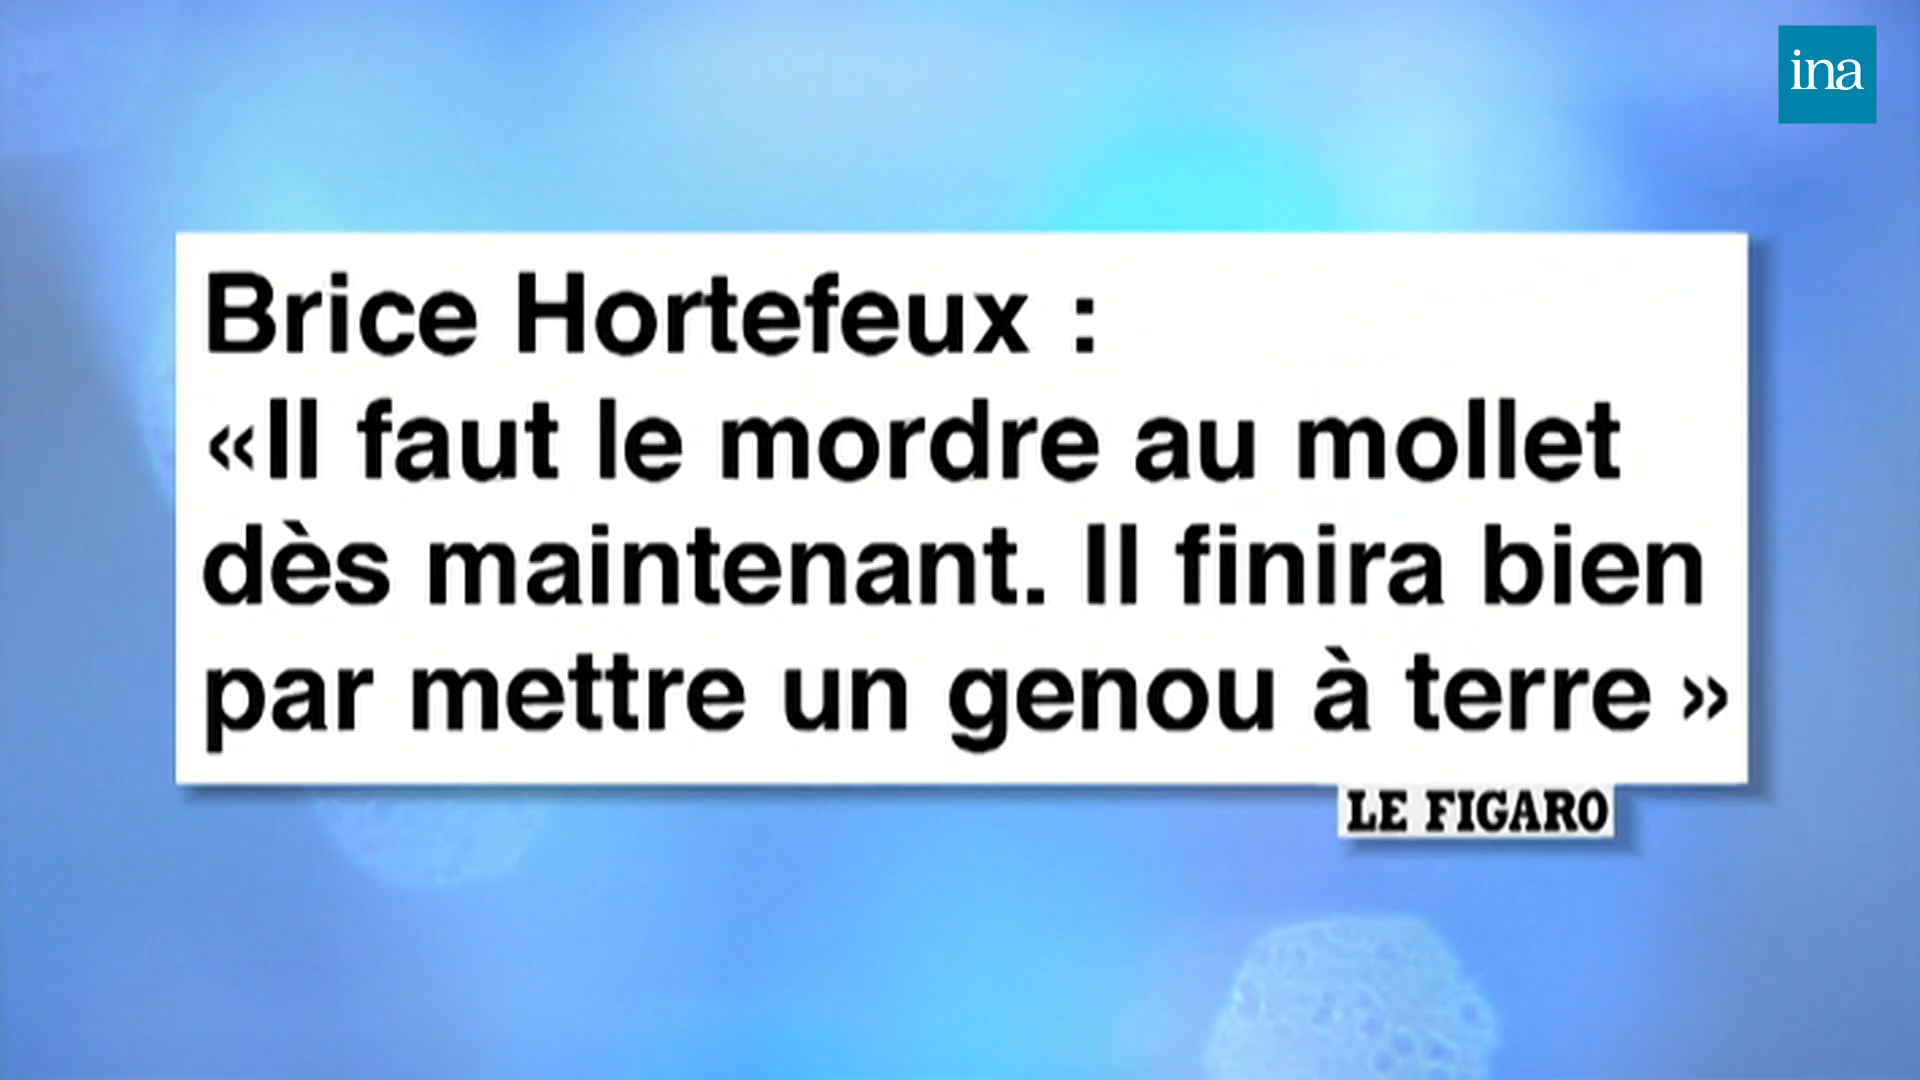 ina
Brice Hortefeux :
«Il faut le mordre au mollet
dès maintenant. Il finira bien
par mettre un genou à terre »
LE FIGARO